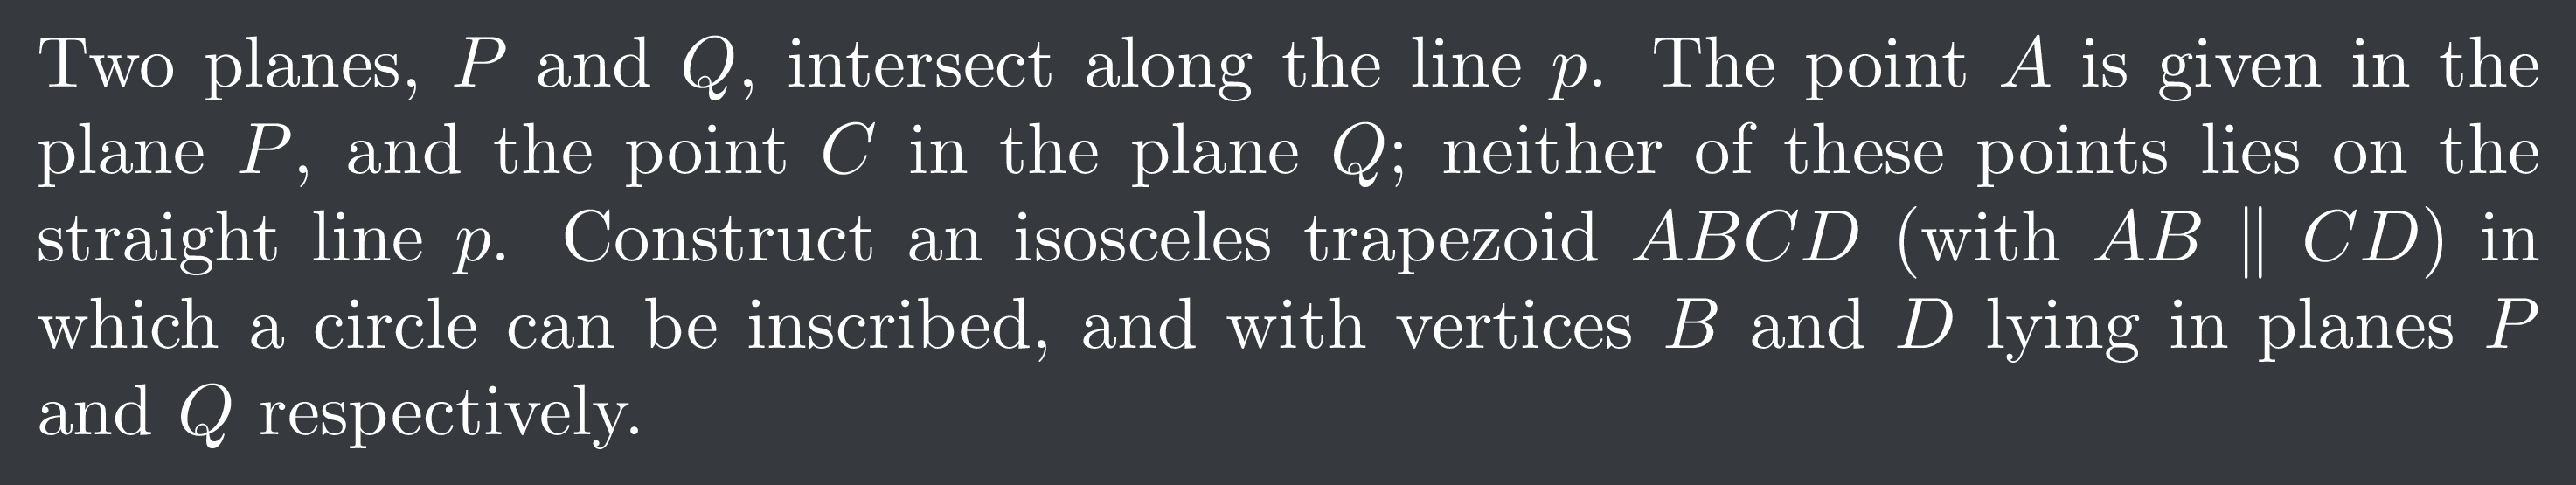 Two planes, P and Q, intersect along the line p. The point A is given in the
plane P, and the point C in the plane Q; neither of these points lies on the
straight line p. Construct an isosceles trapezoid ABCD (with AB ∥ CD) in
which a circle can be inscribed, and with vertices B and D lying in planes P
and Q respectively.